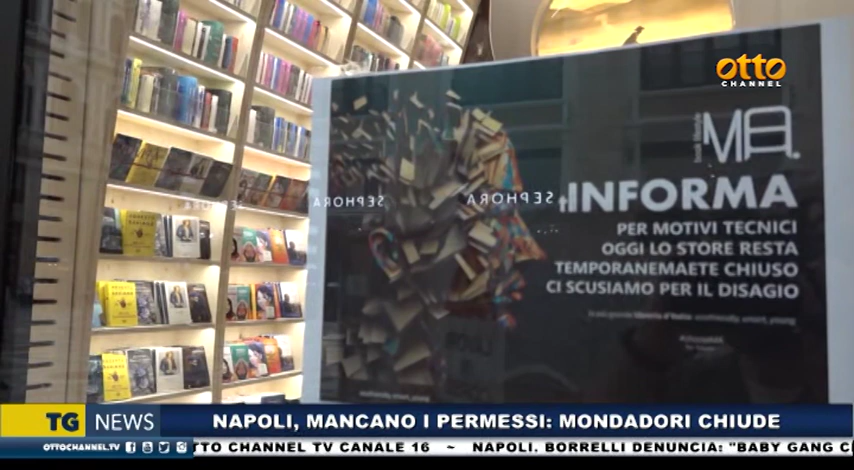 otto
CHANNEL
MA
INFORMA
PER MOTIVI TECNICI
OGGI LO STORE RESTA
TEMPORANEMAETE CHIUSO
CI SCUSIAMO PER IL DISAGIO
SEPHORA
SEPHORA
SEPHORA
TG NEWS
NAPOLI, MANCANO I PERMESSI: MONDADORI CHIUDE
OTTOCHANNEL.TV
TTO CHANNEL TV CANALE 16 ~ NAPOLI. BORRELLI DENUNCIA: "BABY GANG C